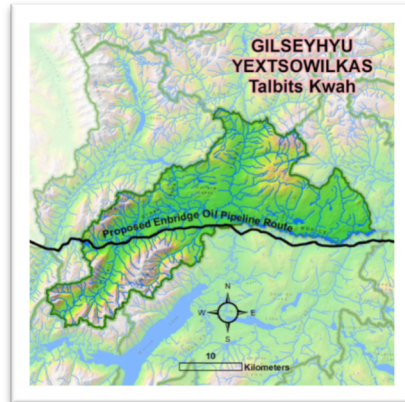 GILSEYHYU
YEXTSOWILKAS
Talbits Kwah
Proposed Enbridge Oil Pipeline Route
N
W E
S
10
Kilometers